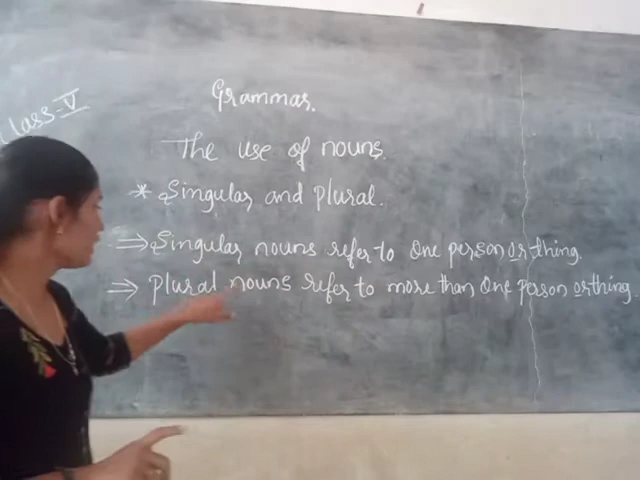 Class-V
Grammar.
The use of nouns.
* Singular and plural.
⇒ Singular nouns refer to One person or thing.
⇒ plural nouns refer to more than One person or thing.